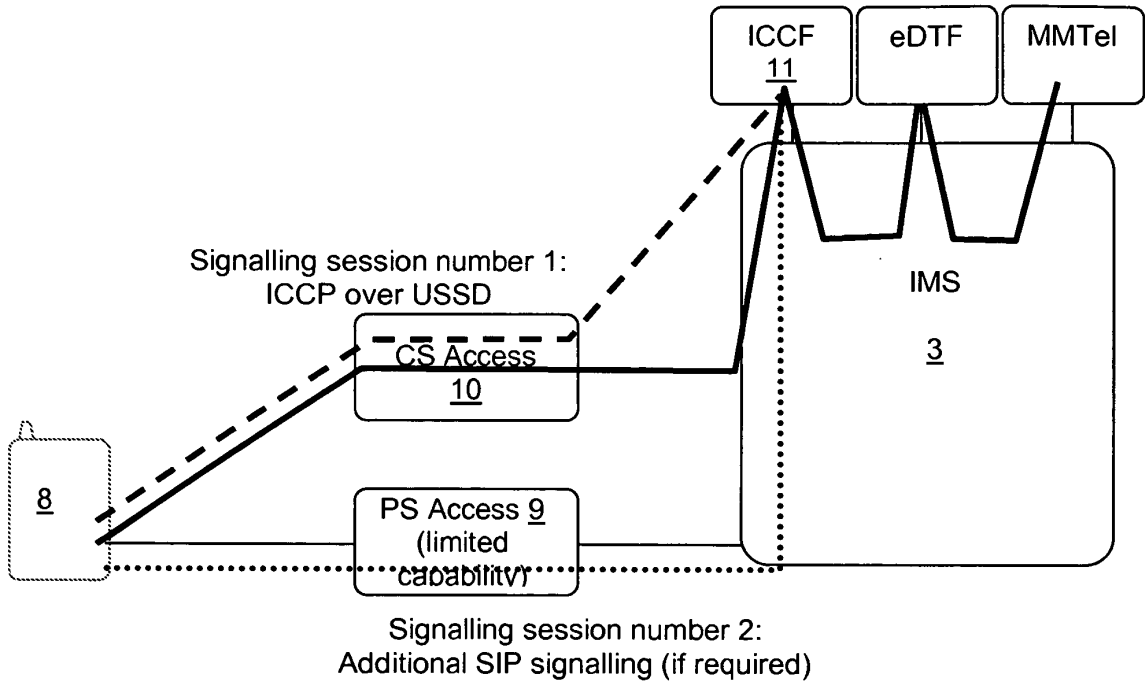 ICCF
11
eDTF
MMTel
Signalling session number 1:
ICCP over USSD
IMS
3
CS Access
10
8
PS Access 9
(limited
capability)
Signalling session number 2:
Additional SIP signalling (if required)